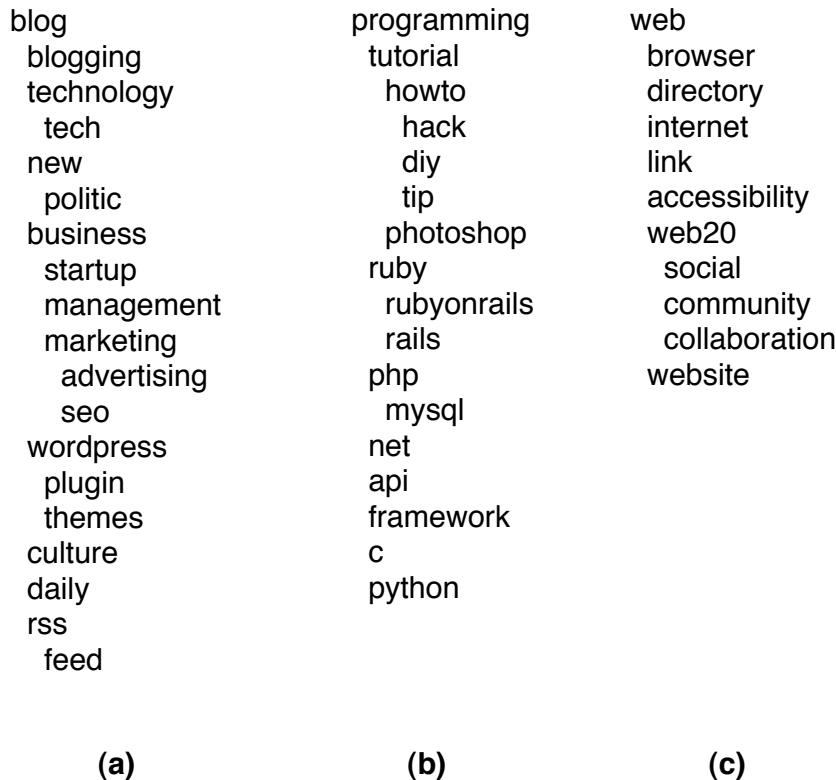 blog
blogging
technology
tech
new
politic
business
startup
management
marketing
advertising
seo
wordpress
plugin
themes
culture
daily
rss
feed
(a)
programming
tutorial
howto
hack
diy
tip
photoshop
ruby
rubyonrails
rails
php
mysql
net
api
framework
c
python
(b)
web
browser
directory
internet
link
accessibility
web20
social
community
collaboration
website
(c)